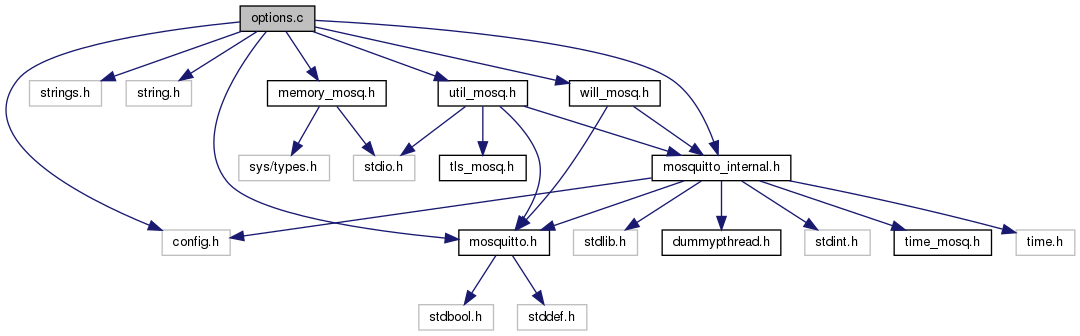 options.c
strings.h
string.h
memory_mosq.h
util_mosq.h
will_mosq.h
sys/types.h
stdio.h
tls_mosq.h
mosquitto_internal.h
config.h
mosquitto.h
stdlib.h
dummypthread.h
stdint.h
time_mosq.h
time.h
stdbool.h
stddef.h